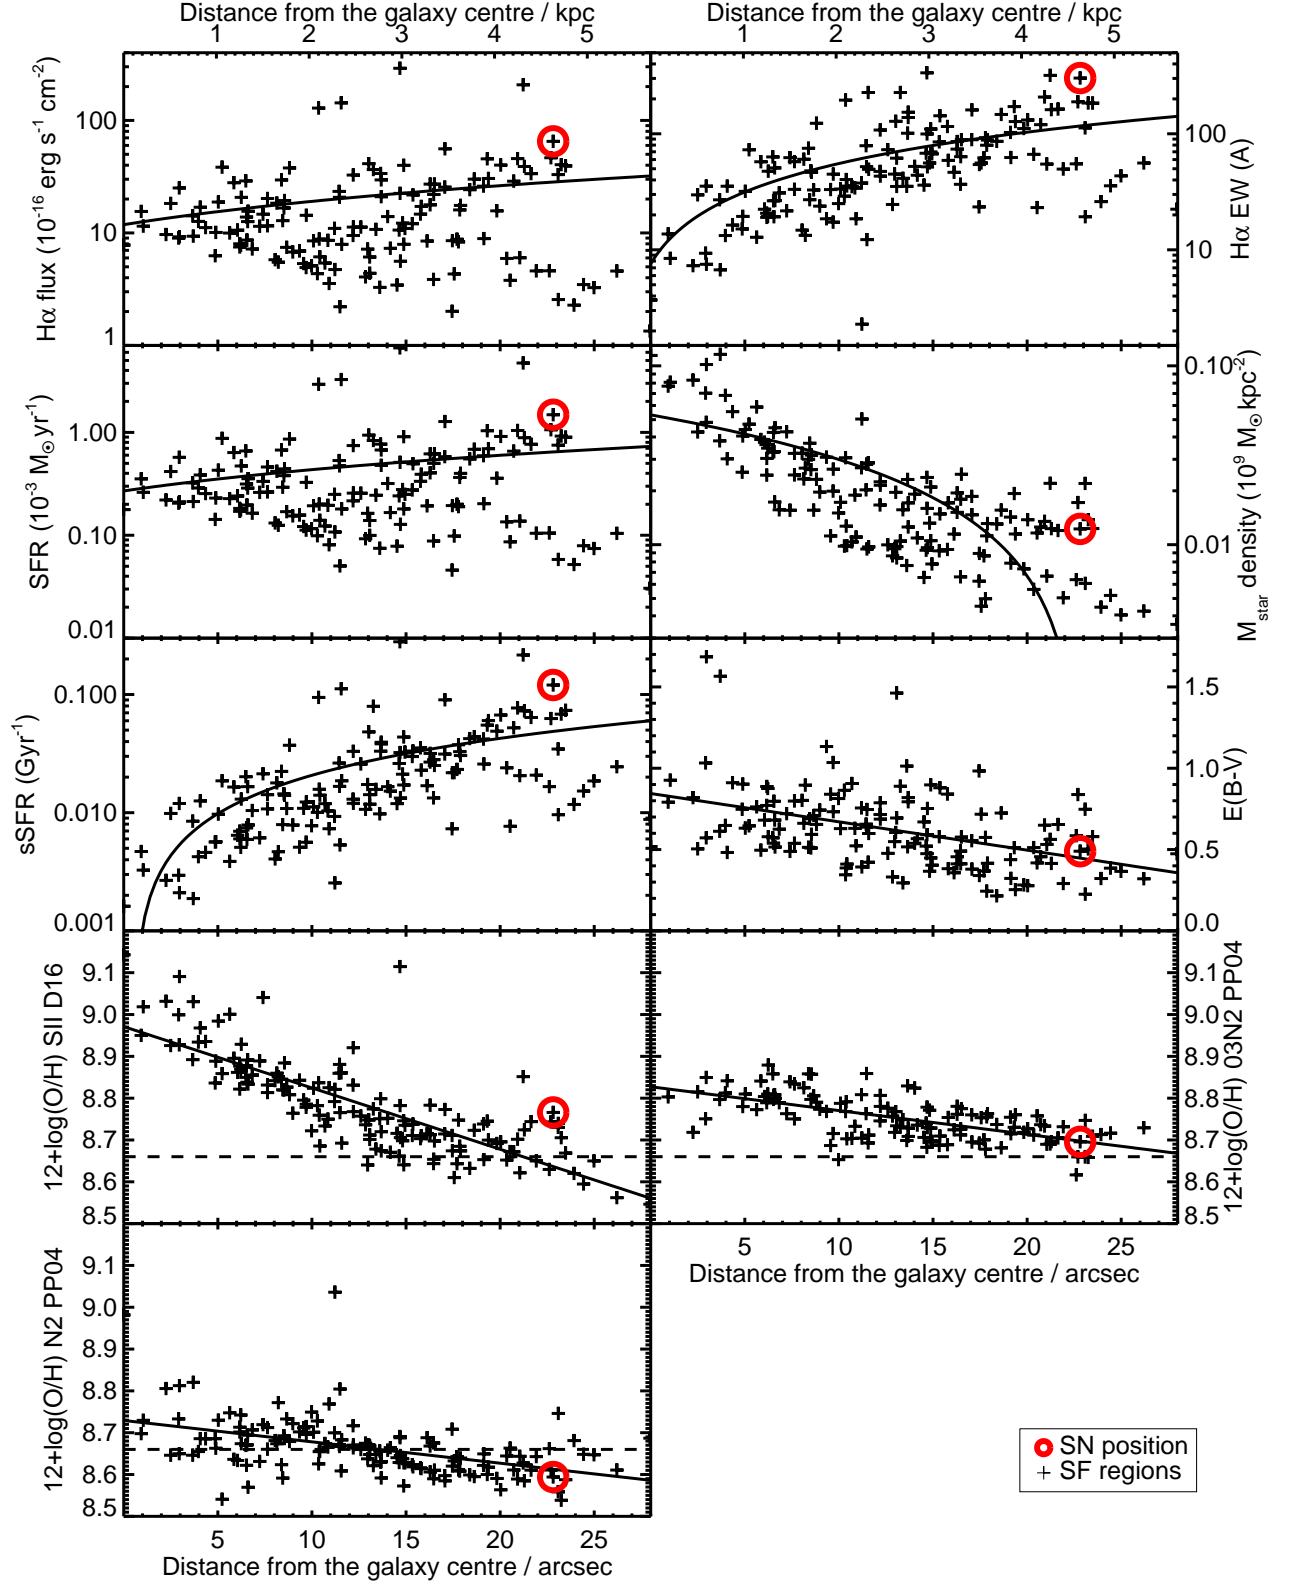 Distance from the galaxy centre / kpc
Distance from the galaxy centre / kpc
1 2 3 4 5
1 2 3 4 5
Hα flux (10-16 erg s-1 cm-2)
100
10
1
100
10
Hα EW (A)
SFR (10-3 M⊙ yr-1)
1.00
0.10
0.01
0.10
0.01
Mstar density (109 M⊙ kpc-2)
sSFR (Gyr-1)
0.100
0.010
0.001
1.5
1.0
0.5
0.0
E(B-V)
12+log(O/H) SII D16
9.1
9.0
8.9
8.8
8.7
8.6
8.5
9.1
9.0
8.9
8.8
8.7
8.6
8.5
12+log(O/H) 03N2 PP04
5 10 15 20 25
Distance from the galaxy centre / arcsec
12+log(O/H) N2 PP04
9.1
9.0
8.9
8.8
8.7
8.6
8.5
5 10 15 20 25
Distance from the galaxy centre / arcsec
SN position
SF regions